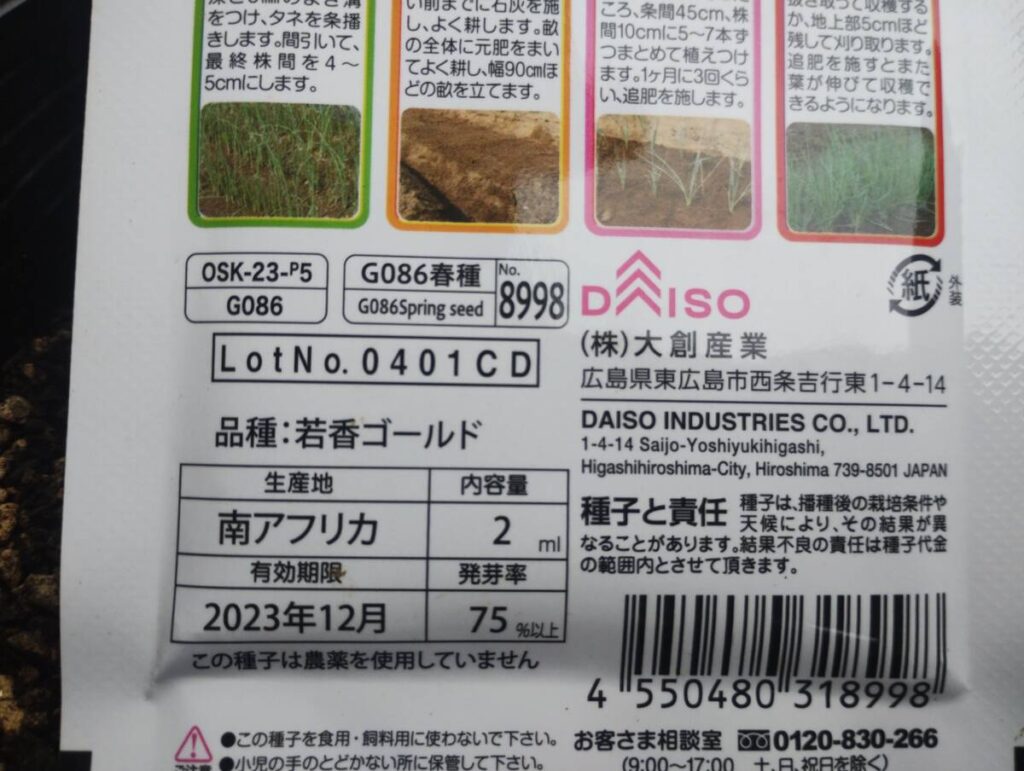 をつけ、タネを条播
きします。間引いて、
最終株間を4～
5cmにします。
い前までに石灰を施
し、よく耕します。畝
の全体に元肥をまい
てよく耕し、幅90cmほ
どの畝を立てます。
ころ、条間45cm、株
間10cmに5～7本ず
つまとめて植えつけ
ます。1ヶ月に3回くら
い、追肥を施します。
抜き取って収穫する
か、地上部5cmほど
残して刈り取ります。
追肥を施すとまた
葉が伸びて収穫で
きるようになります。
OSK-23-P5
G086
G086春種
G086Spring seed
No.
8998
LotNo.0401CD
DAISO
紙
外装
(株)大創産業
広島県東広島市西条吉行東1-4-14
DAISO INDUSTRIES CO., LTD.
1-4-14 Saijo-Yoshiyukihigashi,
Higashihiroshima-City, Hiroshima 739-8501 JAPAN
品種：若香ゴールド
生産地 内容量
南アフリカ 2 ml
有効期限 発芽率
2023年12月 75 %以上
この種子は農薬を使用していません
種子と責任 種子は、播種後の栽培条件や
天候により、その結果が異
なることがあります。結果不良の責任は種子代金
の範囲内とさせて頂きます。
4 550480 318998
ご注意
●この種子を食用・飼料用に使わないで下さい。
●小児の手のとどかない所に保管して下さい。
お客さま相談室 0120-830-266
(9:00～17:00 土、日、祝日を除く)